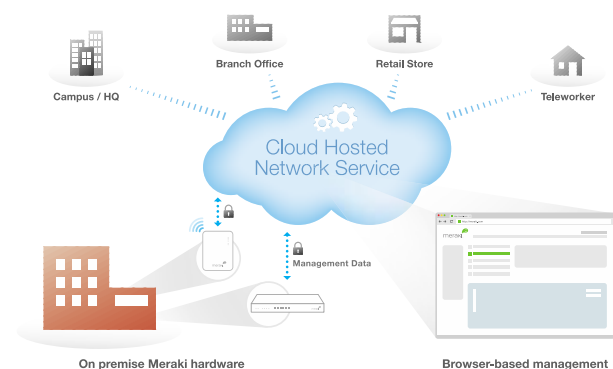 Branch Office
Retail Store
Campus / HQ
Teleworker
Cloud Hosted
Network Service
Management Data
meraki
On premise Meraki hardware
Browser-based management